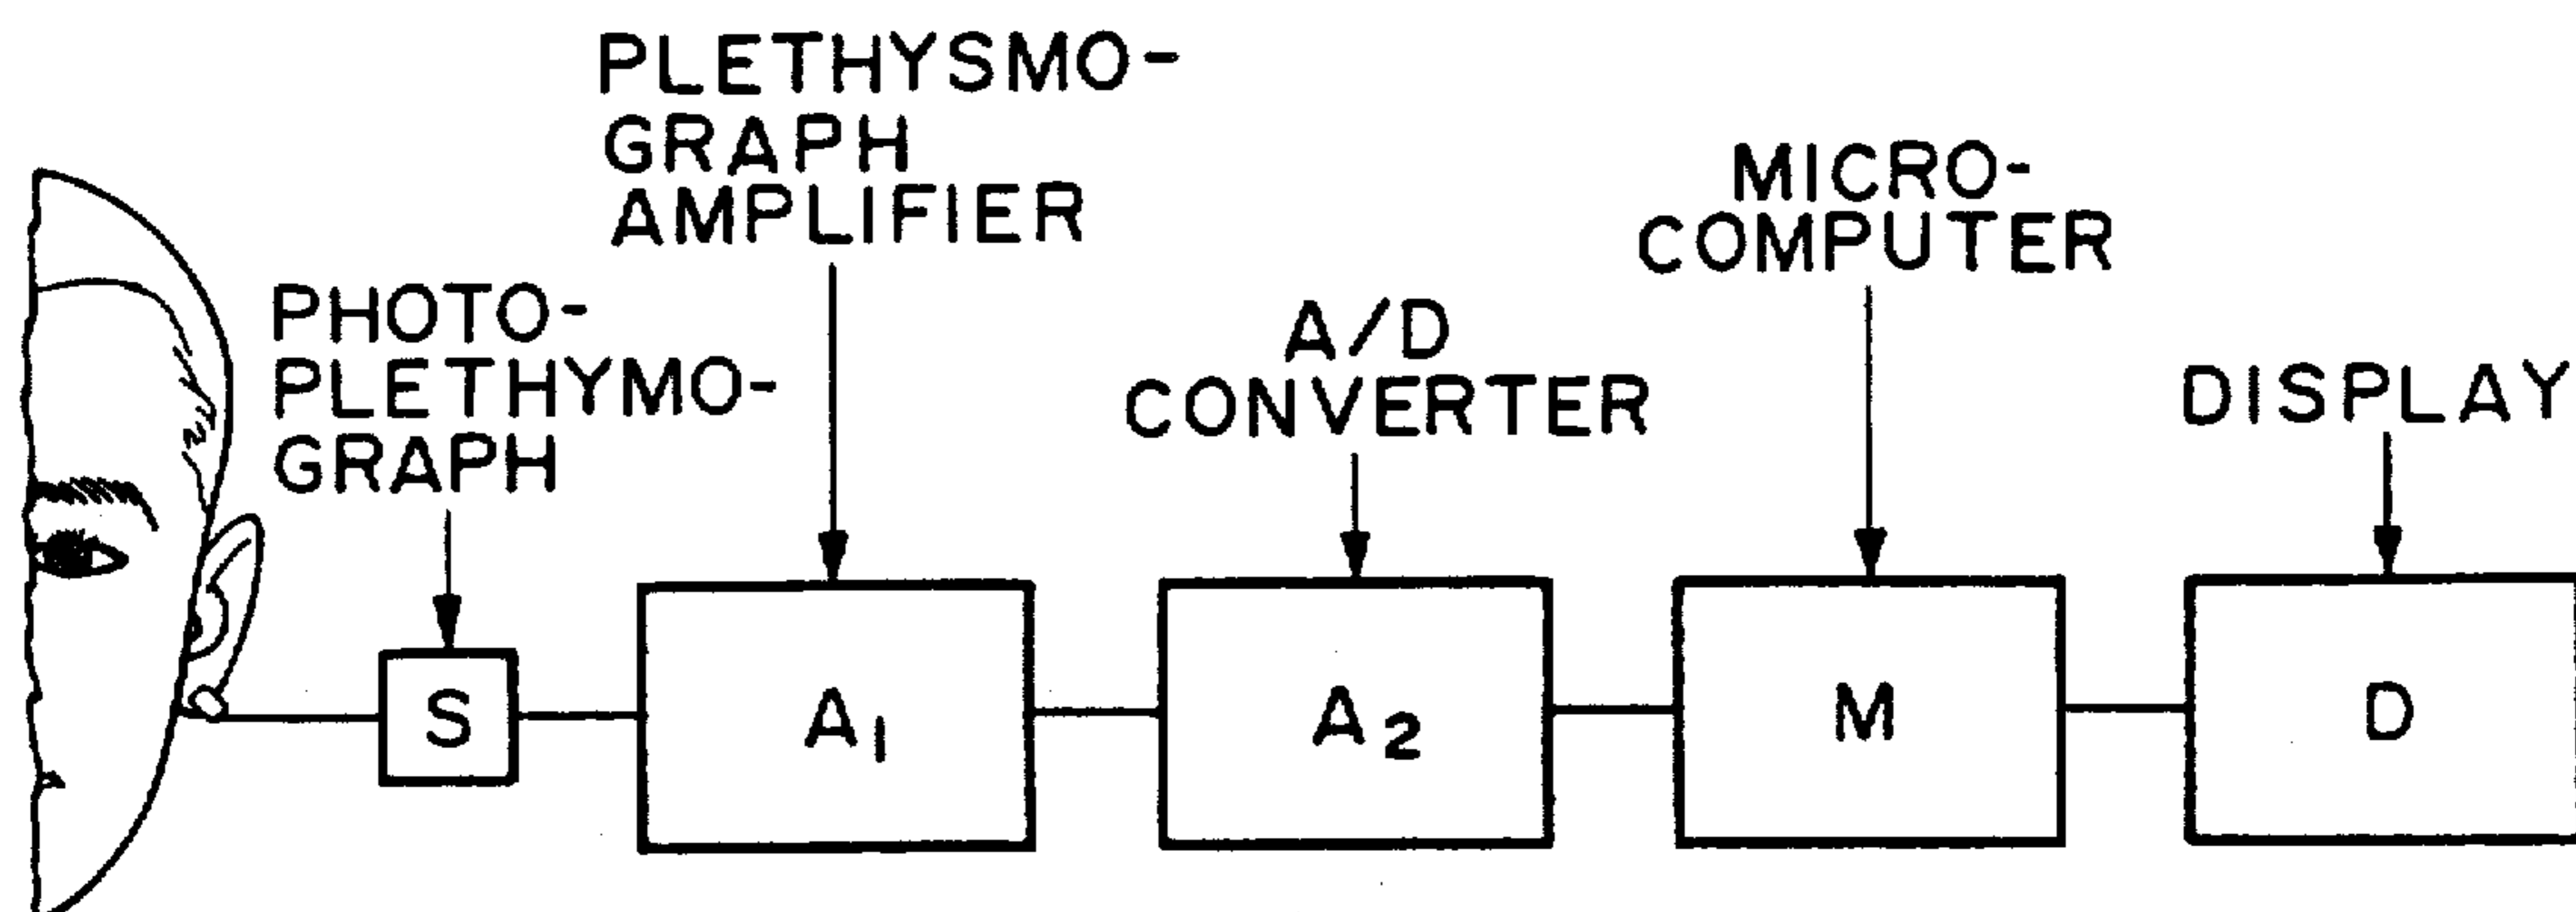 PLETHYSMO-
GRAPH
AMPLIFIER
MICRO-
COMPUTER
PHOTO-
PLETHYMO-
GRAPH
A/D
CONVERTER
DISPLAY
S
A1
A2
M
D